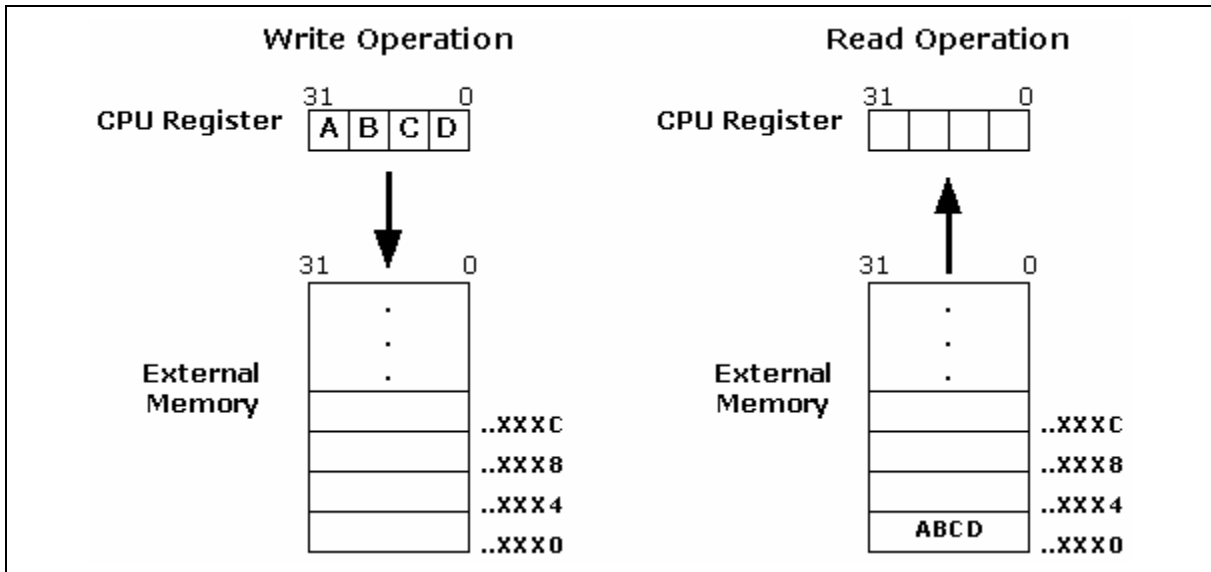 Write Operation
31 0
CPU Register
A B C D
31 0
.
.
.
External
Memory
..XXXC
..XXX8
..XXX4
..XXX0
Read Operation
31 0
CPU Register
31 0
.
.
.
External
Memory
..XXXC
..XXX8
..XXX4
ABCD
..XXX0